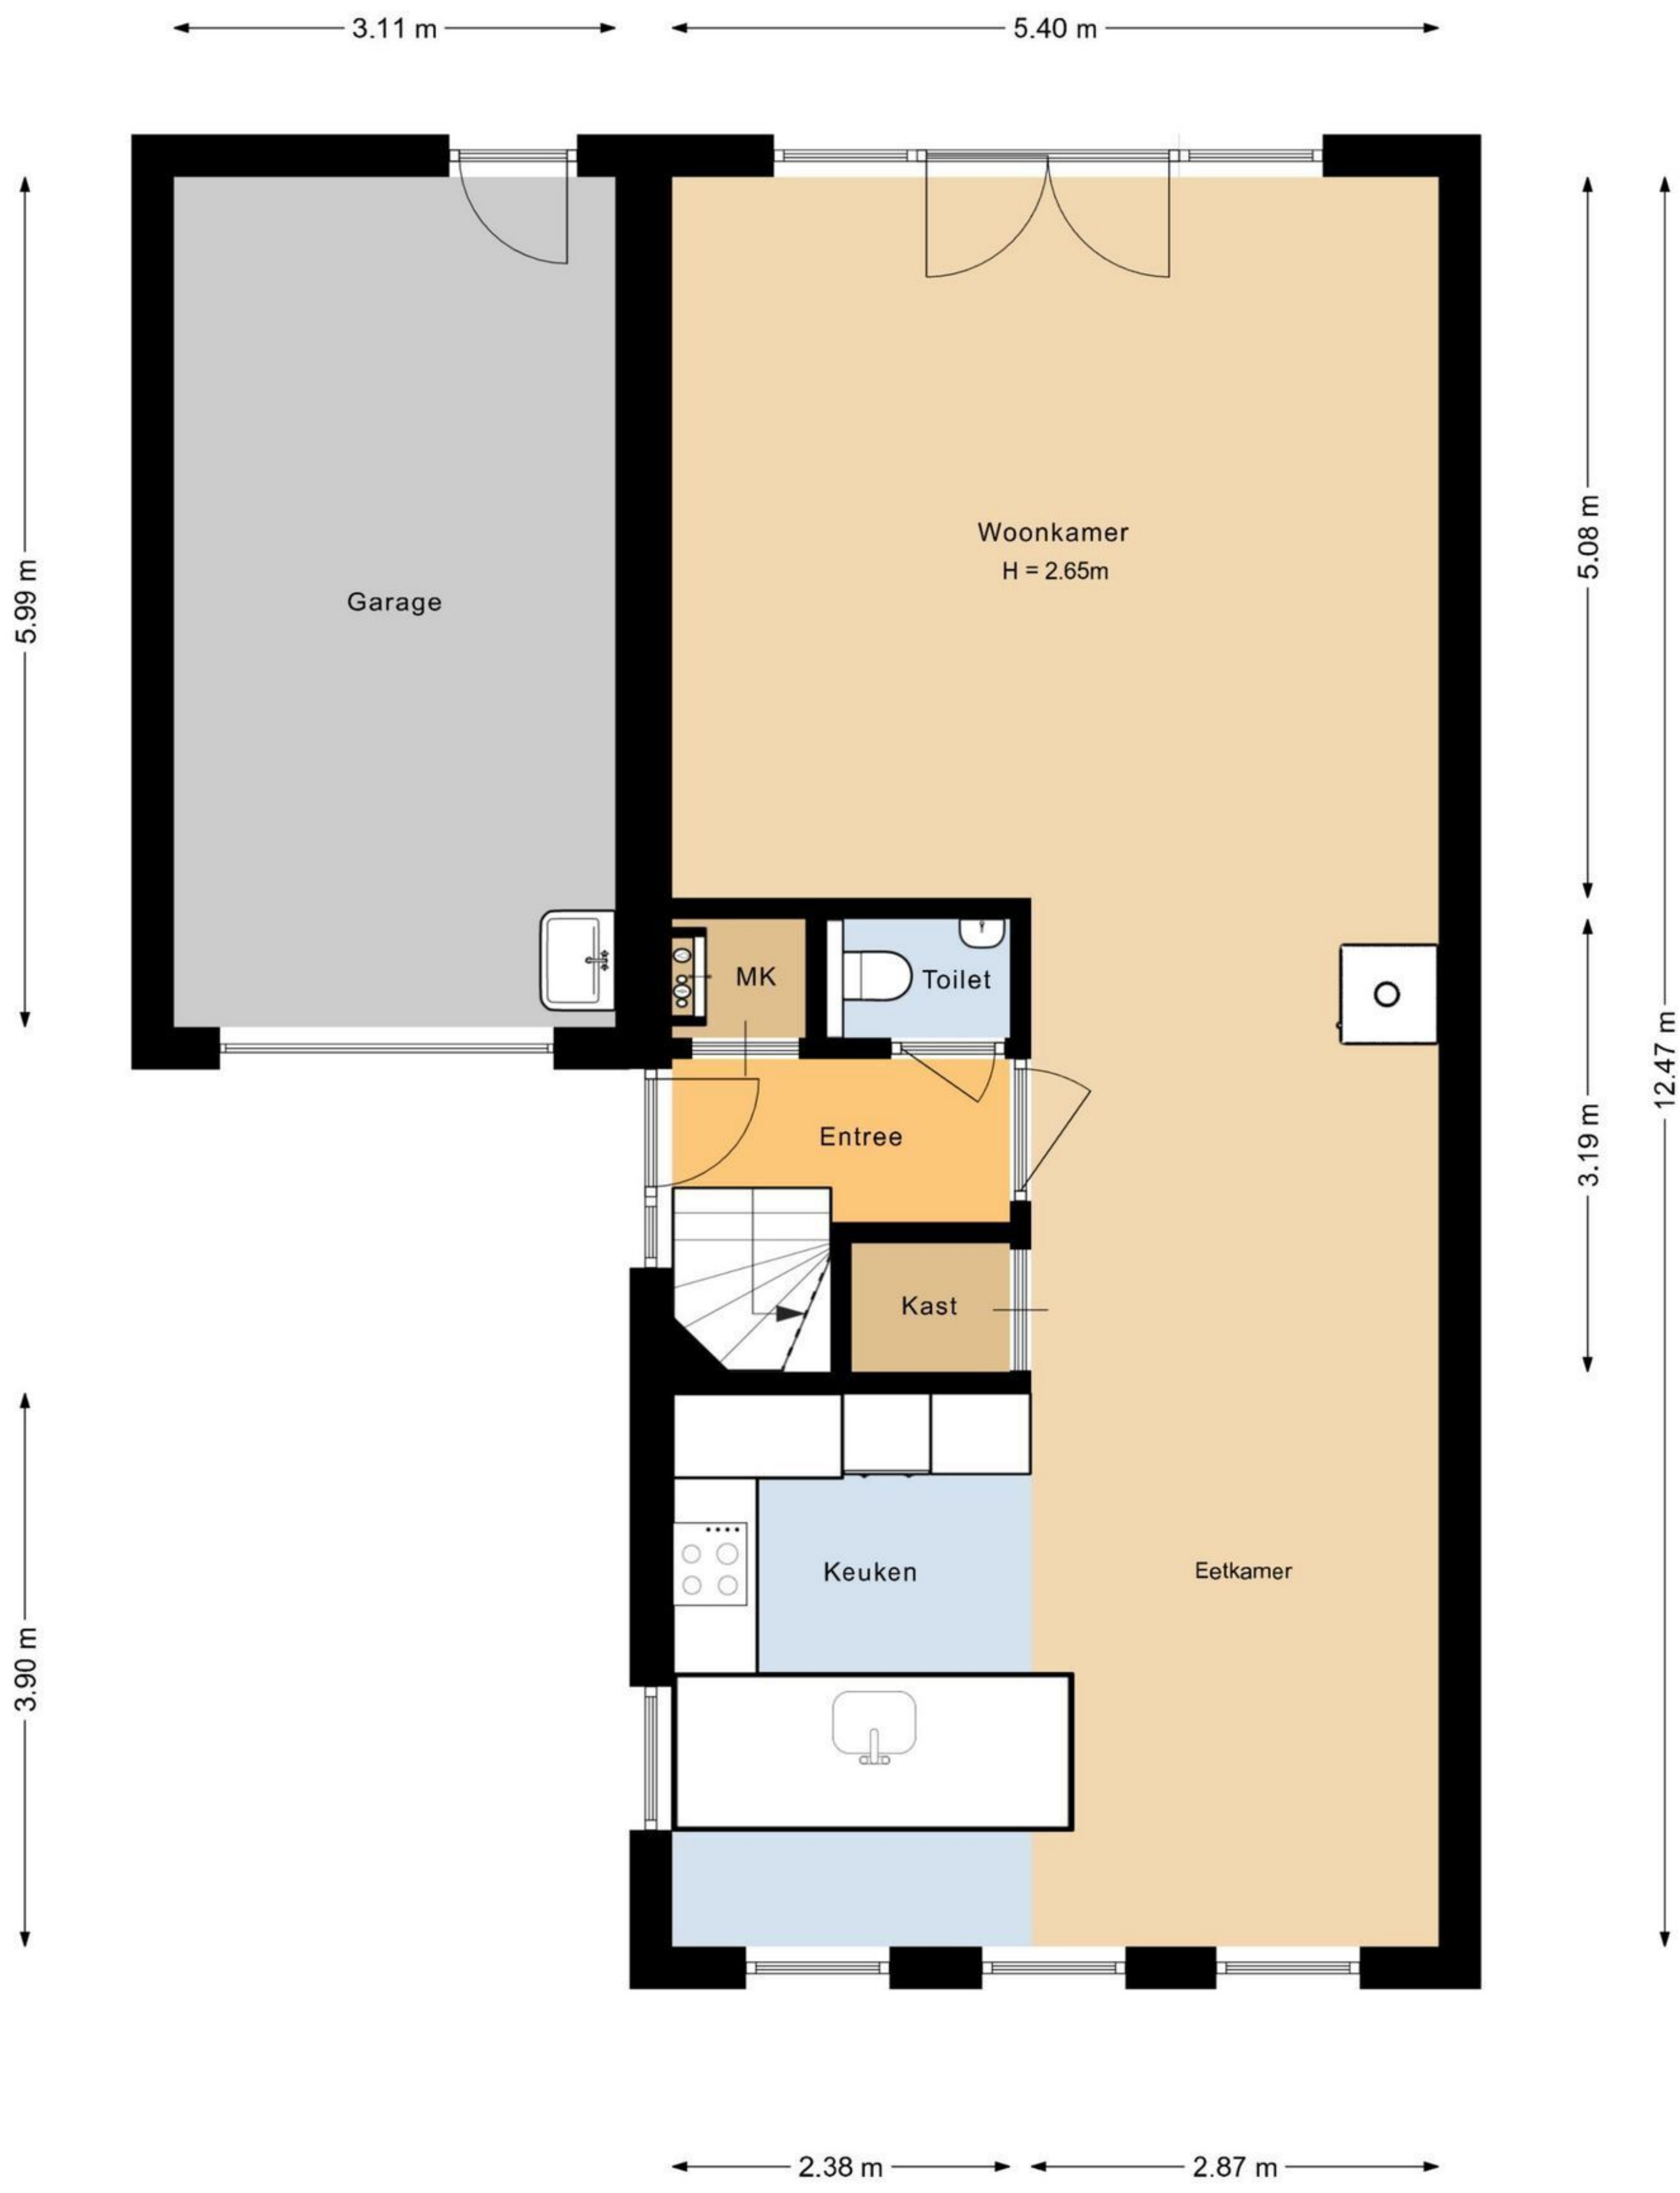 3.11 m
5.40 m
5.99 m
5.08 m
12.47 m
Woonkamer
H = 2.65m
Garage
MK
Toilet
3.19 m
Entree
Kast
3.90 m
Keuken
Eetkamer
2.38 m
2.87 m